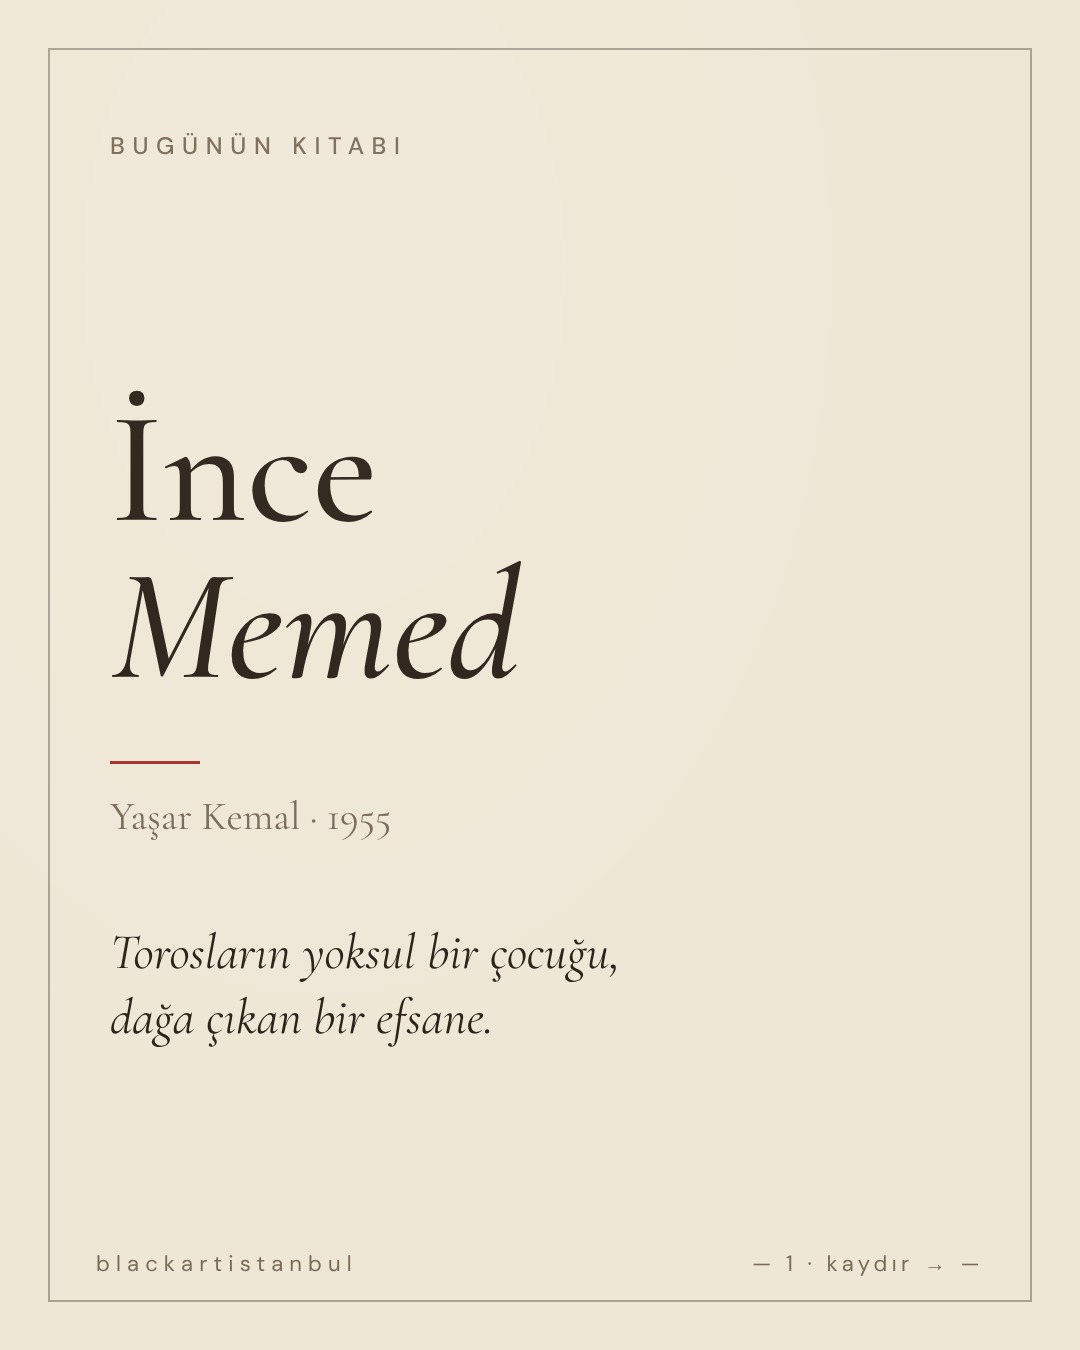 BUGÜNÜN KITABI
İnce
Memed
Yaşar Kemal · 1955
Torosların yoksul bir çocuğu,
dağa çıkan bir efsane.
blackartistanbul
— 1 · kaydır → —